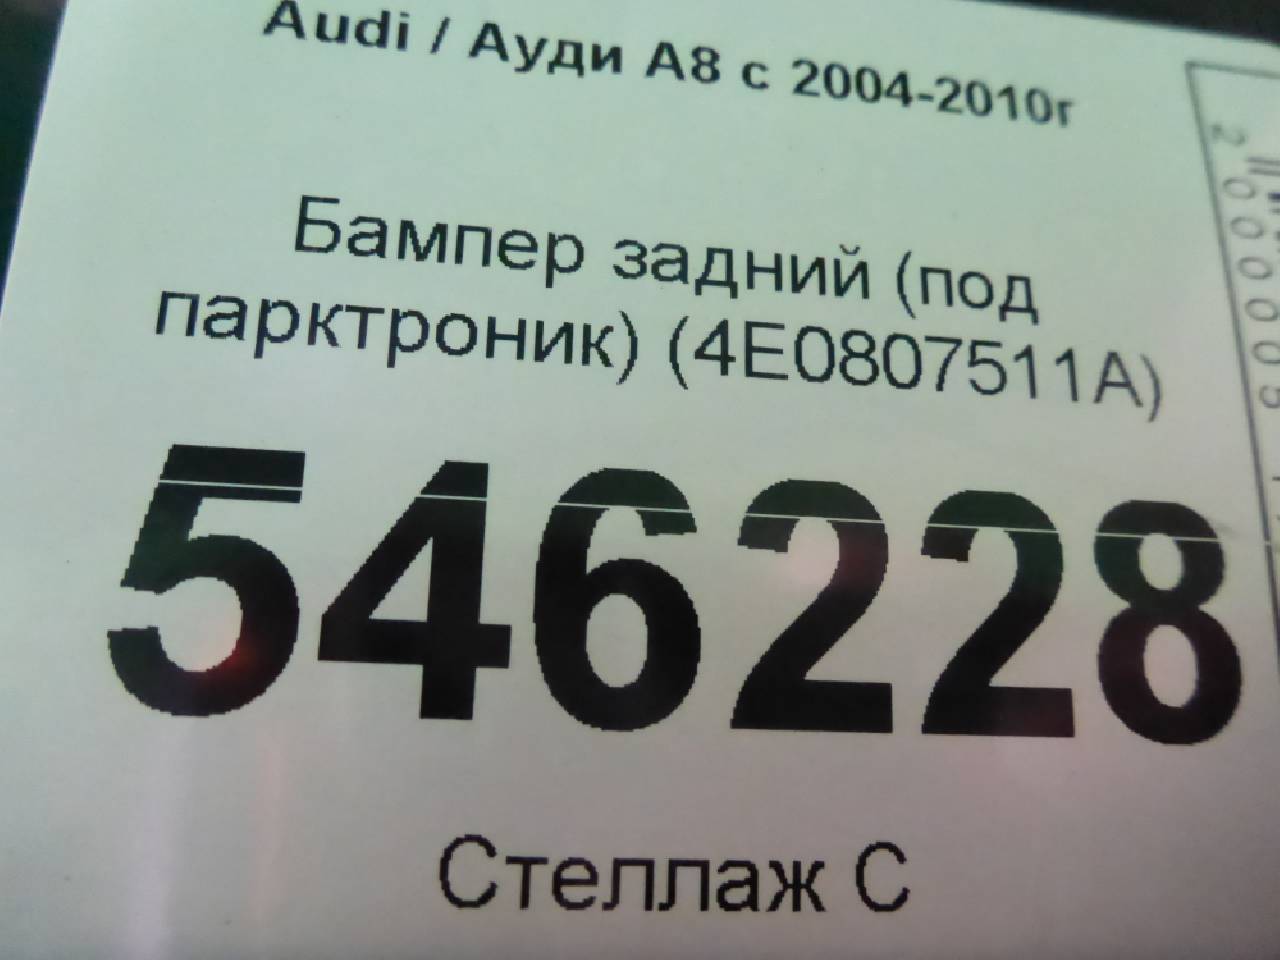 Audi / Ауди А8 с 2004-2010г
Бампер задний (под
парктроник) (4E0807511A)
546228
Стеллаж С